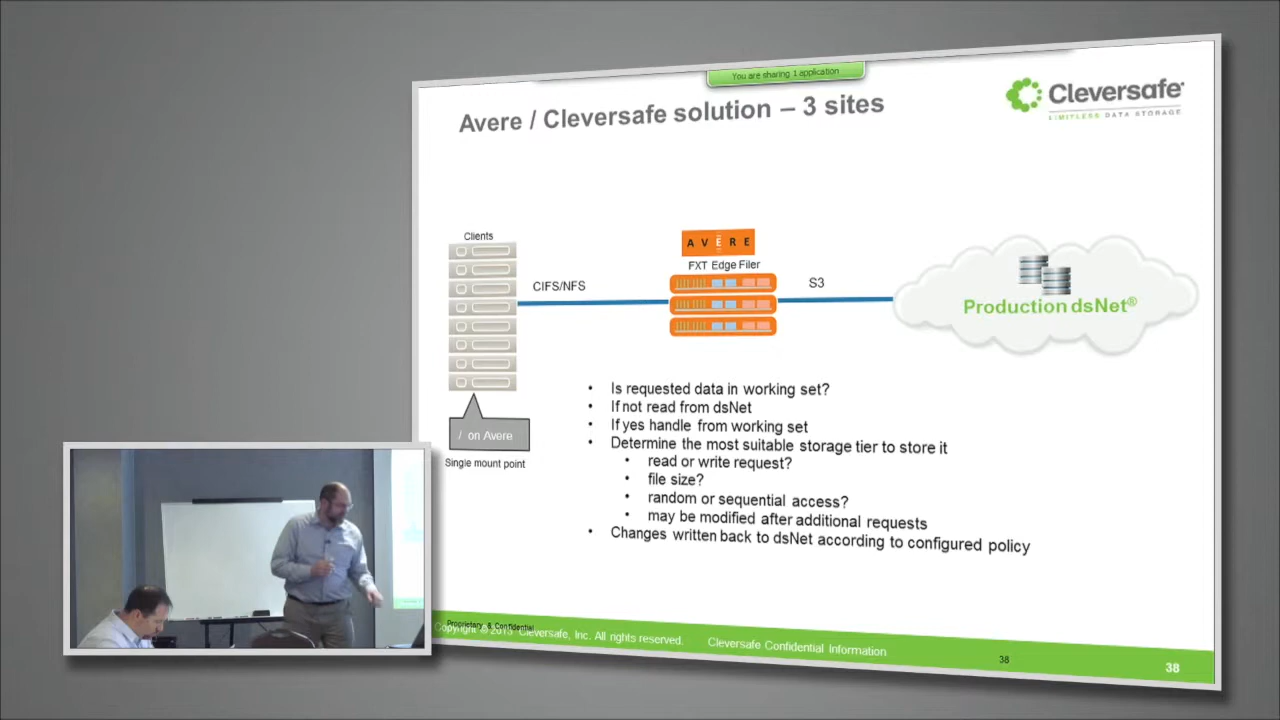 You are sharing 1 application
Avere / Cleversafe solution – 3 sites
Cleversafe®
LIMITLESS DATA STORAGE
Clients
CIFS/NFS
AVERE
FXT Edge Filer
S3
Production dsNet®
/ on Avere
Single mount point
• Is requested data in working set?
• If not read from dsNet
• If yes handle from working set
• Determine the most suitable storage tier to store it
• read or write request?
• file size?
• random or sequential access?
• may be modified after additional requests
• Changes written back to dsNet according to configured policy
Proprietary & Confidential
Copyright © 2013 Cleversafe, Inc. All rights reserved.
Cleversafe Confidential Information
38
38